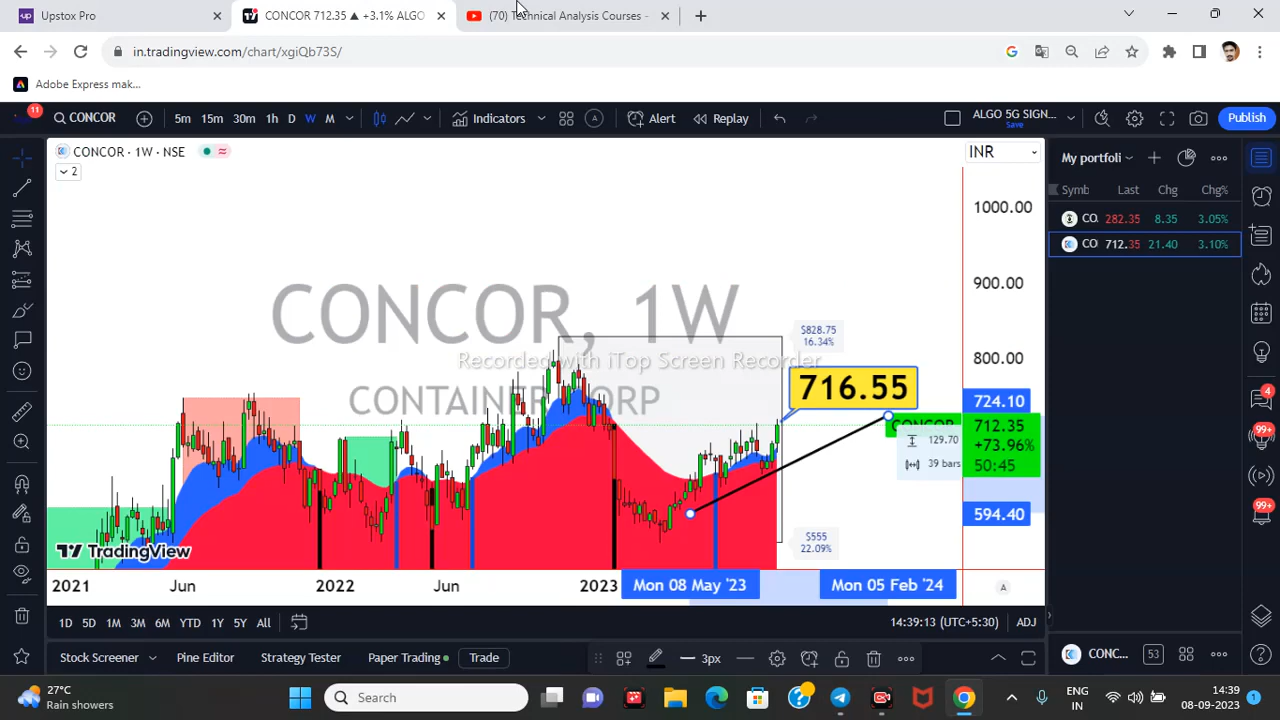 Upstox Pro
CONCOR 712.35 ▲ +3.1% ALGO
(70) Technical Analysis Courses -
in.tradingview.com/chart/xgiQb73S/
Adobe Express mak...
11
CONCOR
5m 15m 30m 1h D W M
Indicators
A
Alert
Replay
ALGO 5G SIGN...
Save
Publish
CONCOR · 1W · NSE
INR
My portfoli
2
Symb Last Chg Chg%
CO. 282.35 8.35 3.05%
CO 712.35 21.40 3.10%
1000.00
900.00
800.00
CONCOR, 1W
CONTAINER CORP
Recorded with iTop Screen Recorder
$828.75
16.34%
716.55
724.10
CONCOR
712.35
+73.96%
50:45
129.70
39 bars
594.40
$555
22.09%
TradingView
4
99+
99+
2021 Jun 2022 Jun 2023 Mon 08 May '23 Mon 05 Feb '24
A
1D 5D 1M 3M 6M YTD 1Y 5Y All
14:39:13 (UTC+5:30)
ADJ
Stock Screener
Pine Editor
Strategy Tester
Paper Trading
Trade
3px
CONC...
53
27°C
Rain showers
Search
ENG
IN
14:39
08-09-2023
1